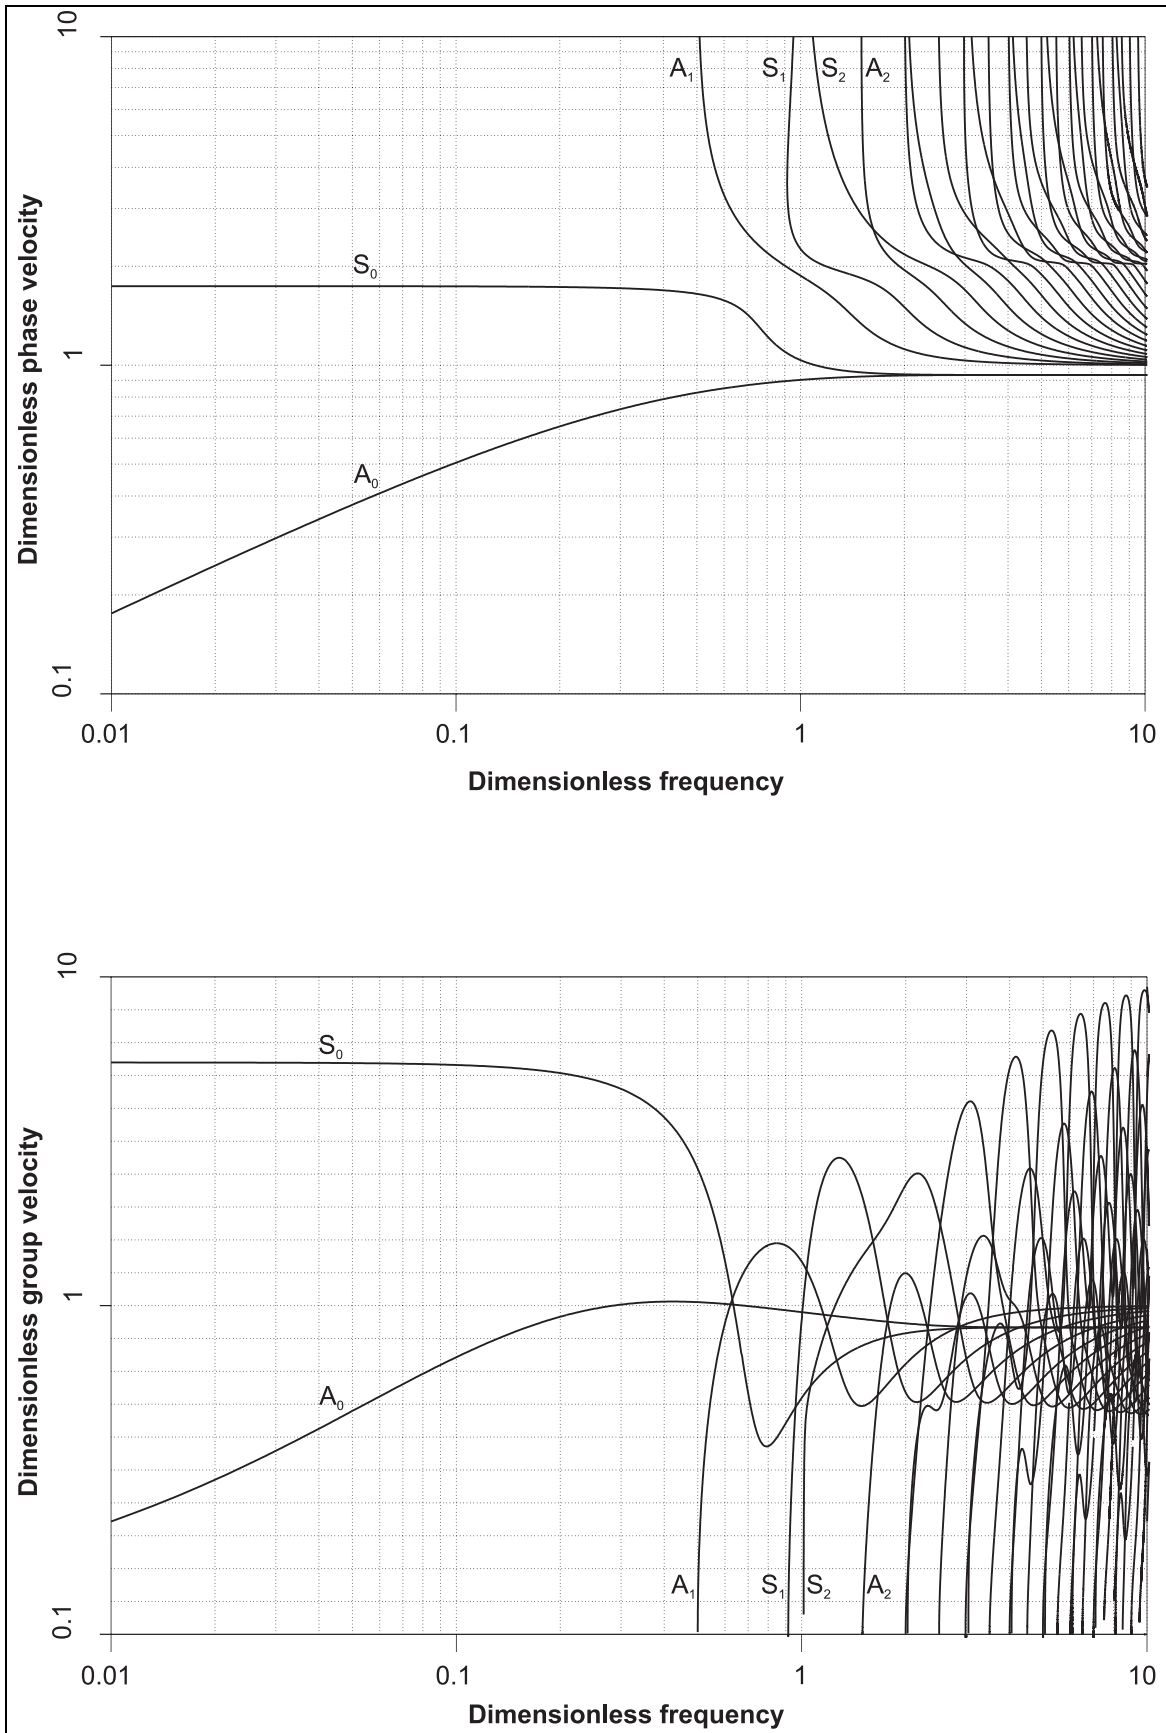 10
A1
S1
S2
A2
Dimensionless phase velocity
S0
1
A0
0.1
0.01
0.1
1
10
Dimensionless frequency
10
S0
Dimensionless group velocity
1
A0
A1
S1
S2
A2
0.1
0.01
0.1
1
10
Dimensionless frequency